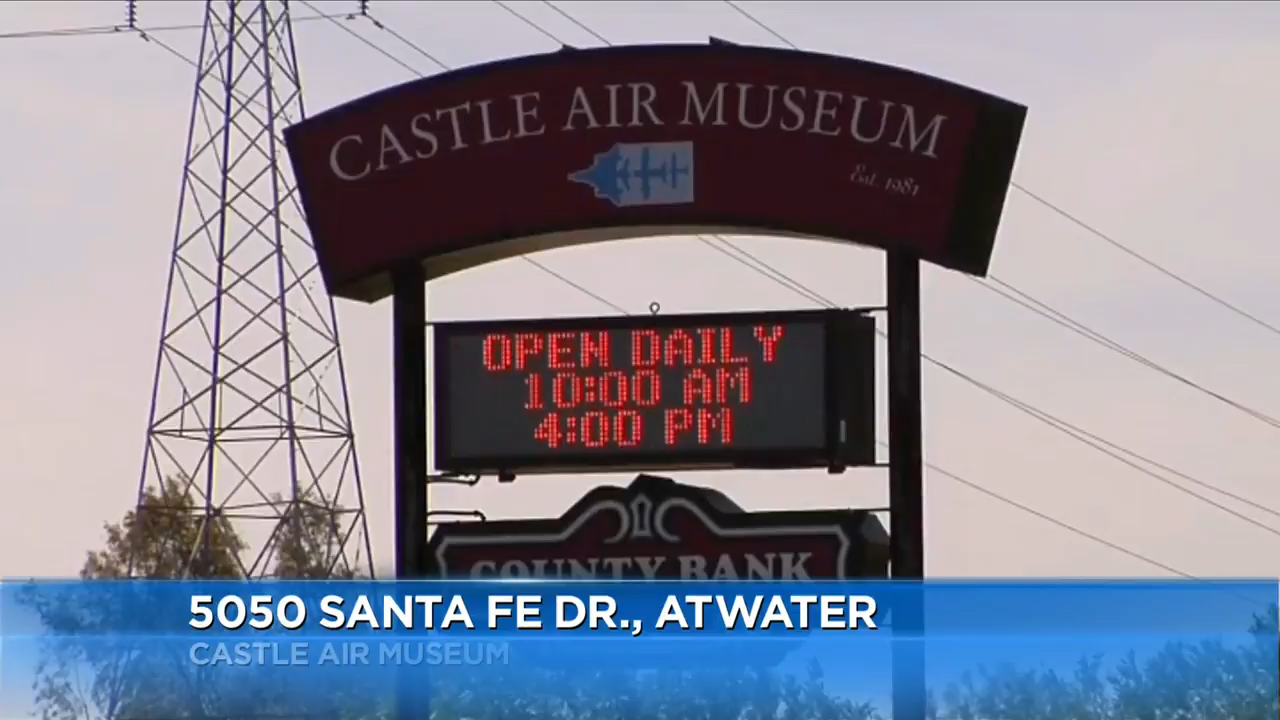 CASTLE AIR MUSEUM
Est. 1981
OPEN DAILY
10:00 AM
4:00 PM
COUNTY BANK
5050 SANTA FE DR., ATWATER
CASTLE AIR MUSEUM